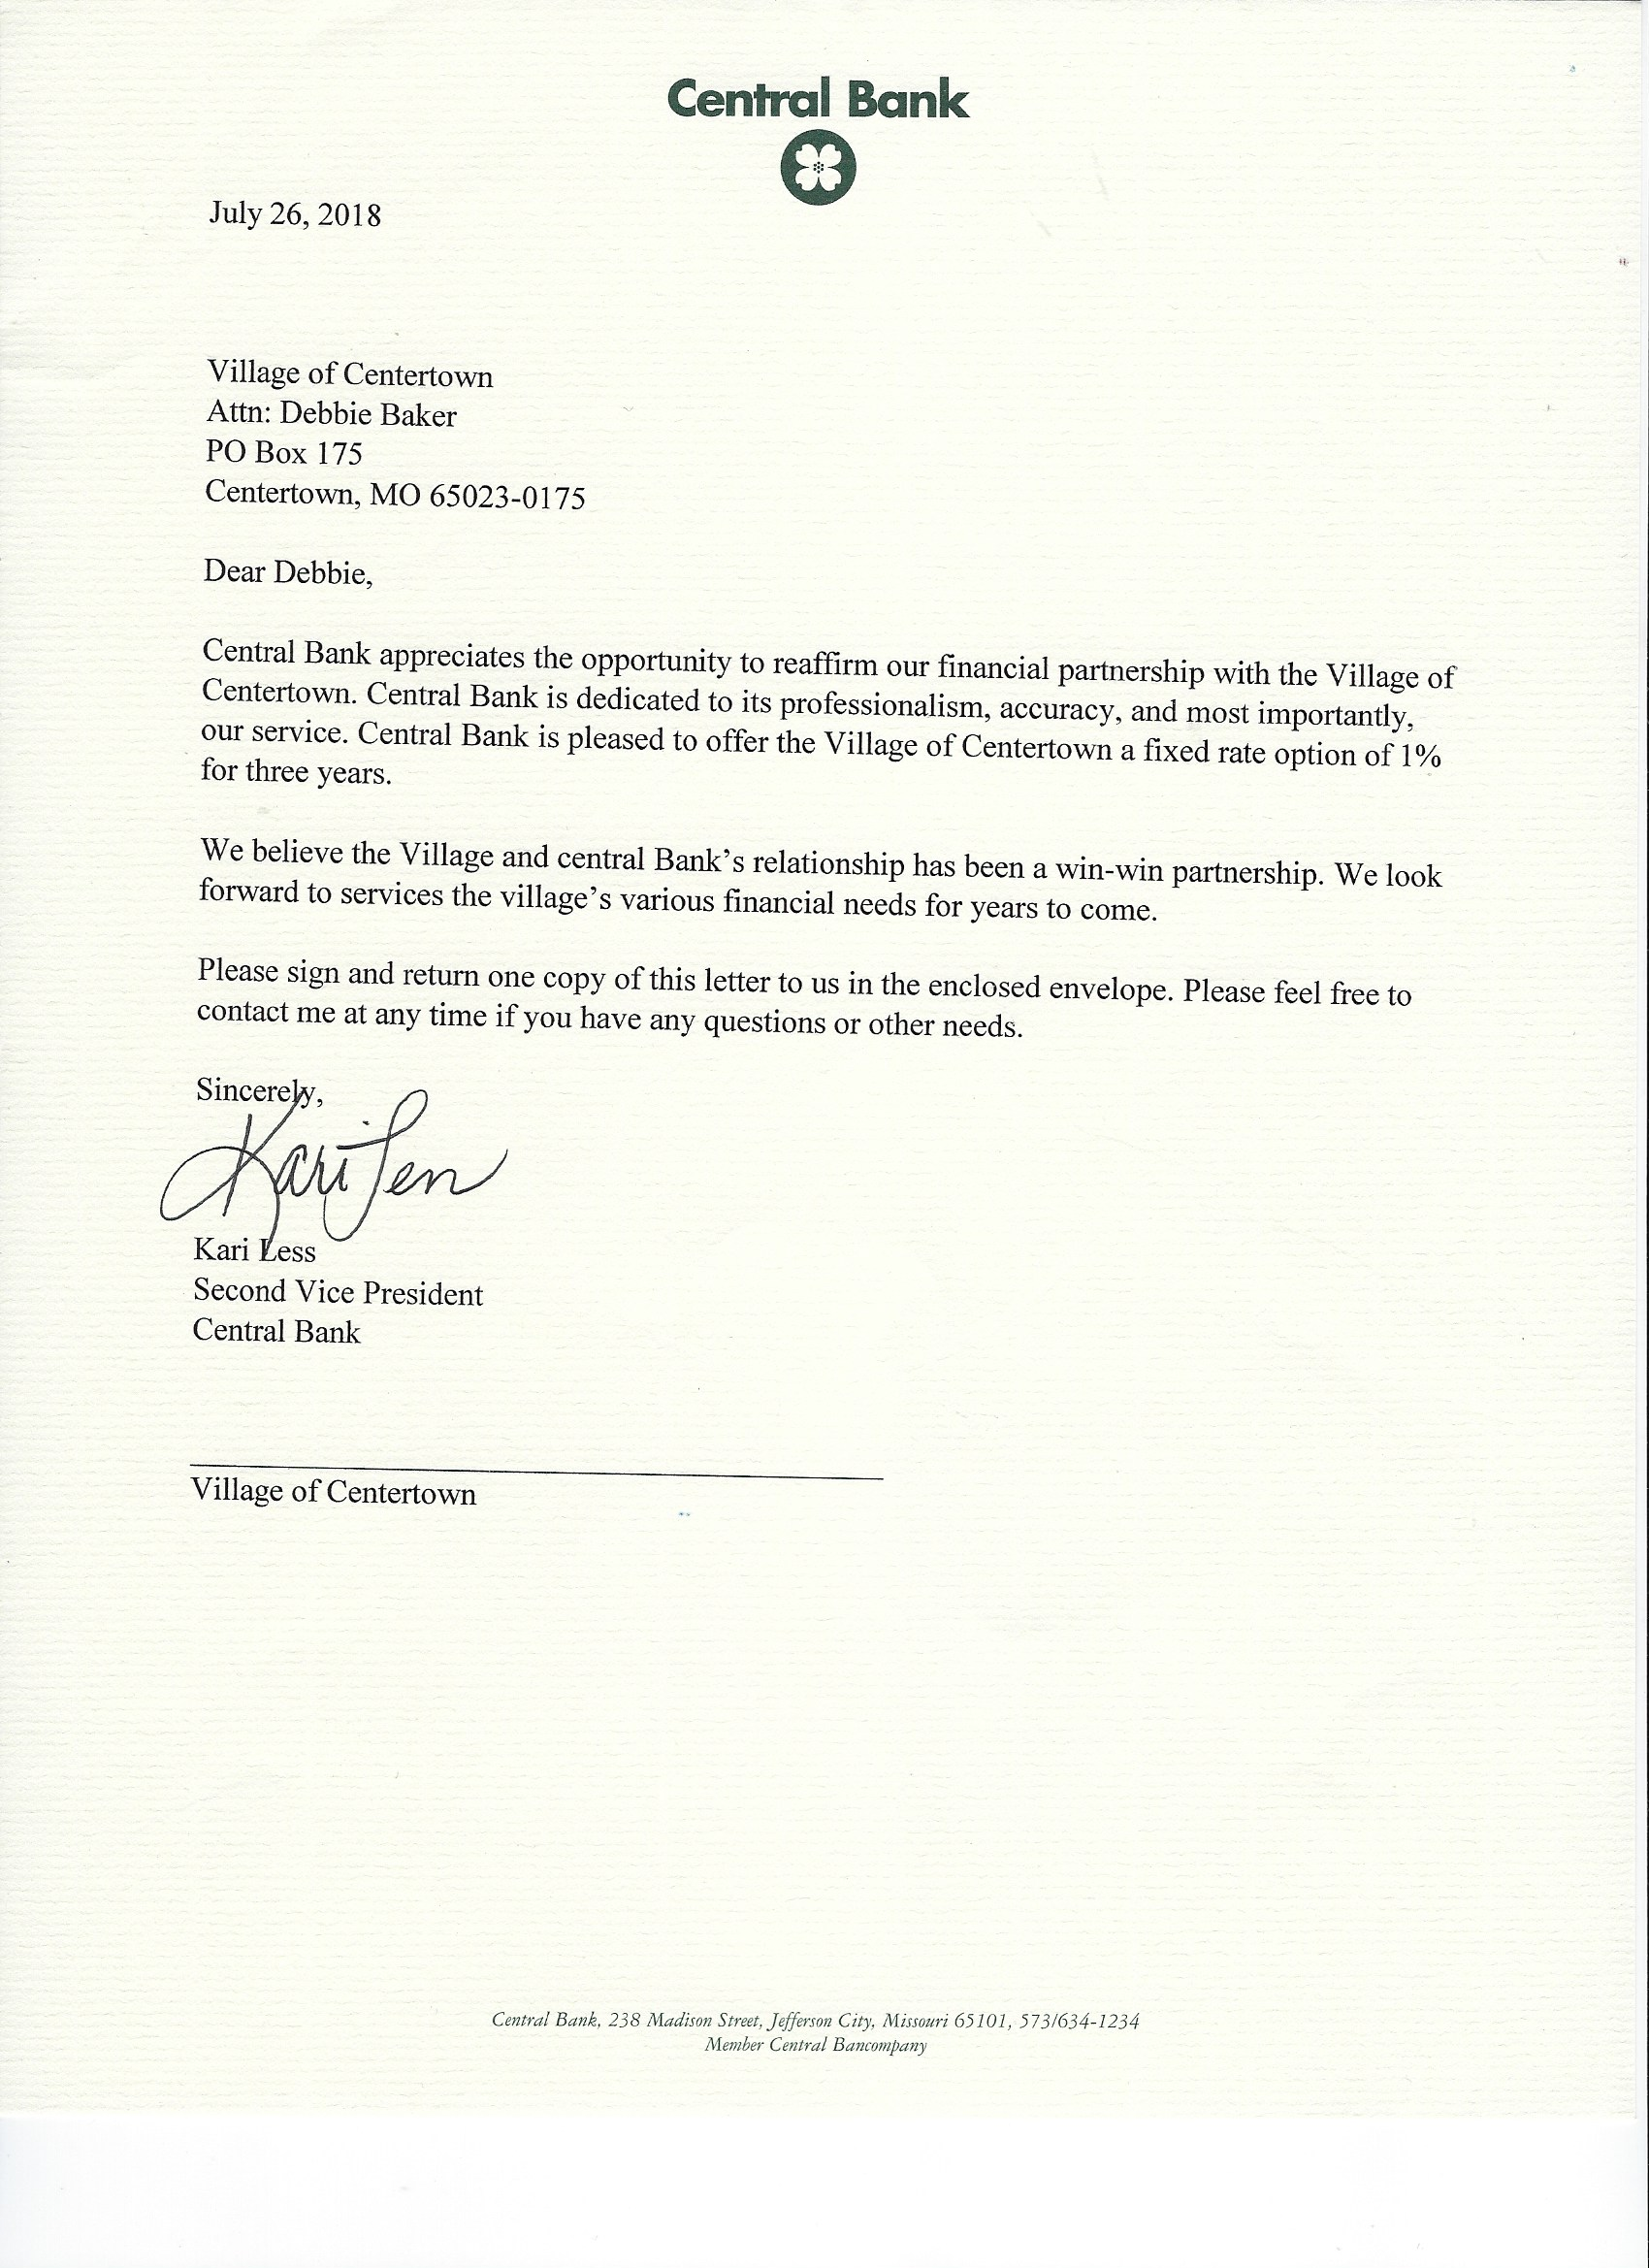 Central Bank
July 26, 2018
Village of Centertown
Attn: Debbie Baker
PO Box 175
Centertown, MO 65023-0175
Dear Debbie,
Central Bank appreciates the opportunity to reaffirm our financial partnership with the Village of
Centertown. Central Bank is dedicated to its professionalism, accuracy, and most importantly,
our service. Central Bank is pleased to offer the Village of Centertown a fixed rate option of 1%
for three years.
We believe the Village and central Bank’s relationship has been a win-win partnership. We look
forward to services the village’s various financial needs for years to come.
Please sign and return one copy of this letter to us in the enclosed envelope. Please feel free to
contact me at any time if you have any questions or other needs.
Sincerely,
Kari Less
Kari Less
Second Vice President
Central Bank
Village of Centertown
Central Bank, 238 Madison Street, Jefferson City, Missouri 65101, 573/634-1234
Member Central Bancompany